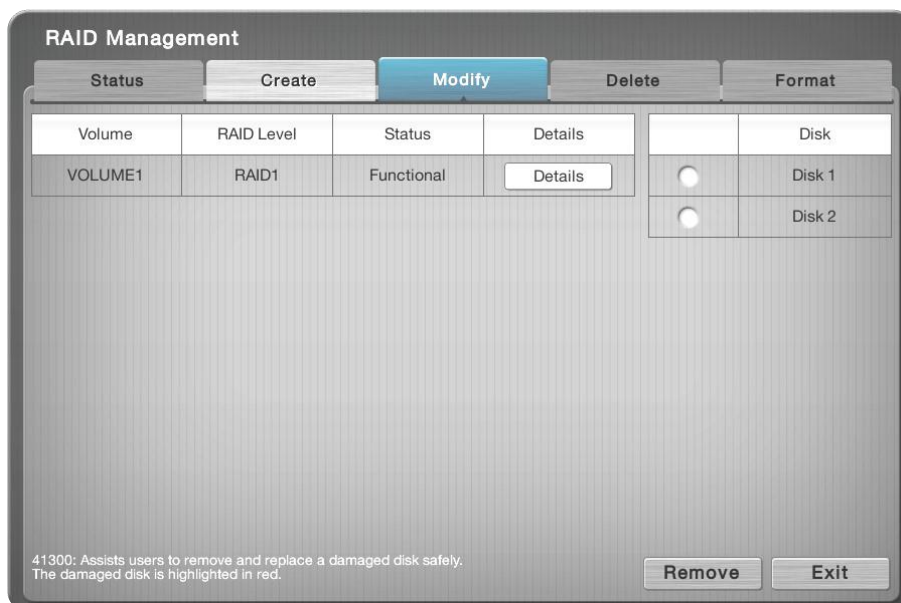 RAID Management
Status Create Modify Delete Format
Volume RAID Level Status Details Disk
VOLUME1 RAID1 Functional Details Disk 1
Disk 2
41300: Assists users to remove and replace a damaged disk safely.
The damaged disk is highlighted in red.
Remove Exit